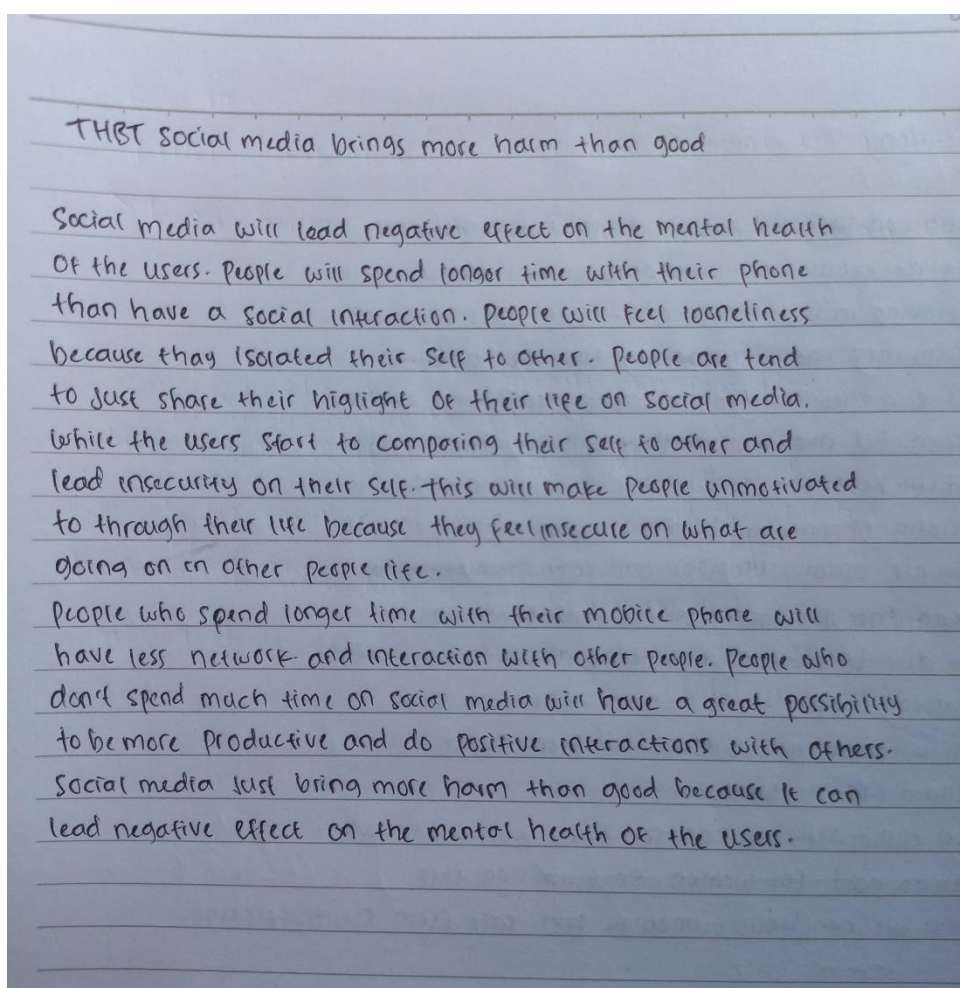 THBT social media brings more harm than good
Social media will lead negative effect on the mental health
Of the users. People will spend longer time with their phone
than have a social interaction. People will feel looneliness
because thay isolated their self to other. People are tend
to just share their higlight of their life on social media.
While the users start to comparing their self to other and
lead insecurity on their self. This will make people unmotivated
to through their life because they feel insecure on what are
going on in other people life.
People who spend longer time with their mobile phone will
have less network and interaction with other people. People who
don't spend much time on social media will have a great possibility
to be more productive and do positive interactions with others.
Social media just bring more harm than good because it can
lead negative effect on the mental health of the users.